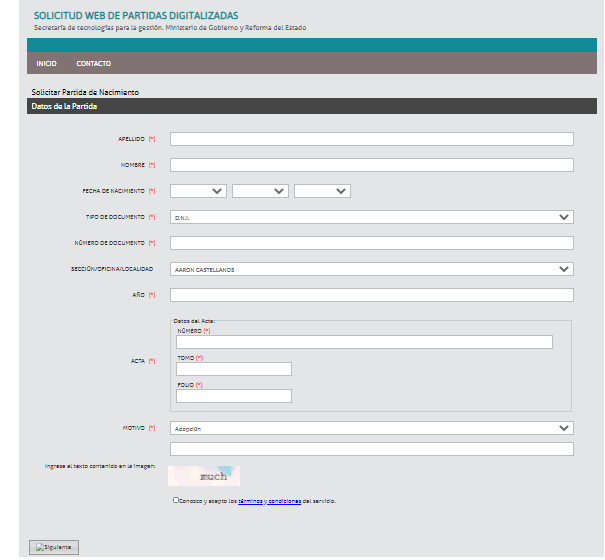 SOLICITUD WEB DE PARTIDAS DIGITALIZADAS
Secretaría de tecnologías para la gestión. Ministerio de Gobierno y Reforma del Estado
INICIO CONTACTO
Solicitar Partida de Nacimiento
Datos de la Partida
APELLIDO (*)
NOMBRE (*)
FECHA DE NACIMIENTO (*)
TIPO DE DOCUMENTO (*) D.N.I.
NÚMERO DE DOCUMENTO (*)
SECCIÓN/OFICINA/LOCALIDAD AARON CASTELLANOS
AÑO (*)
Datos del Acta:
NÚMERO (*)
ACTA (*)
TOMO (*)
FOLIO (*)
MOTIVO (*) Adopción
Ingrese el texto contenido en la imagen:
much
Conozco y acepto los términos y condiciones del servicio.
Siguiente